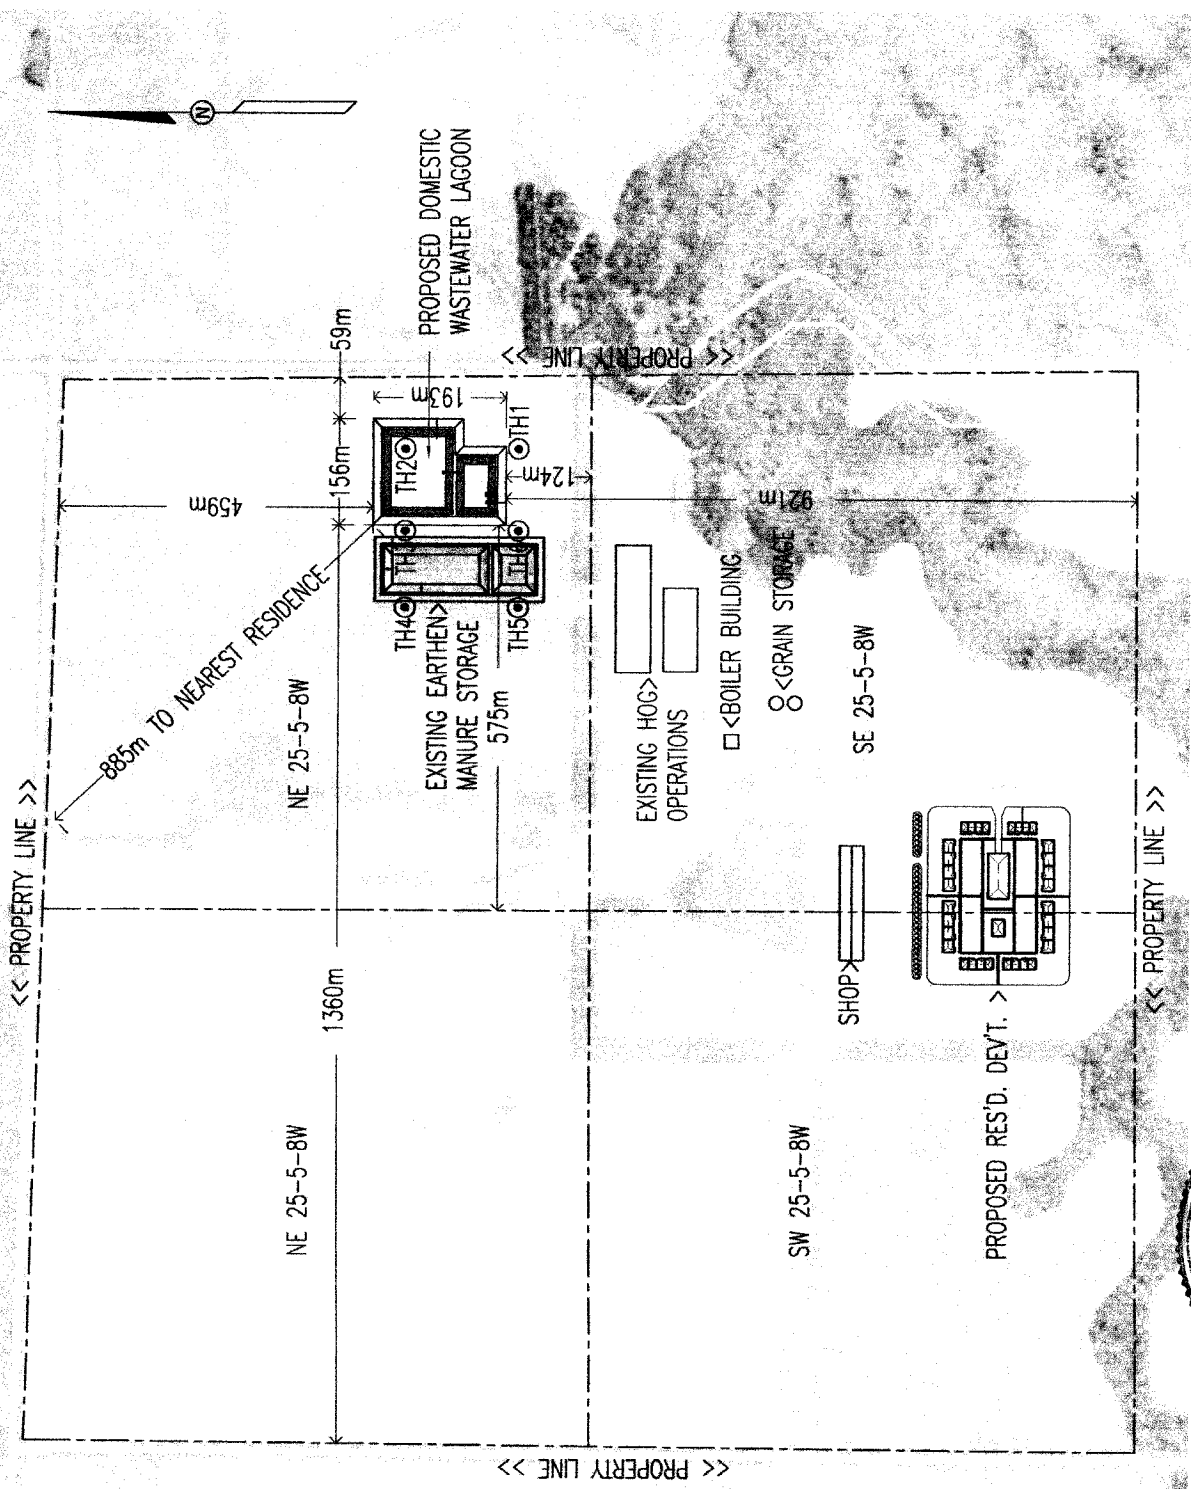 N
59m
PROPOSED DOMESTIC
WASTEWATER LAGOON
<< PROPERTY LINE >>
193m
156m
459m
TH1
TH2
124m
921m
885m TO NEAREST RESIDENCE
TH4
TH5
EXISTING EARTHEN>
MANURE STORAGE
575m
NE 25-5-8W
<< PROPERTY LINE >>
EXISTING HOG>
OPERATIONS
<BOILER BUILDING
<GRAIN STORAGE
SE 25-5-8W
1360m
SHOP>
PROPOSED RES'D. DEV'T. >
<< PROPERTY LINE >>
NE 25-5-8W
SW 25-5-8W
<< PROPERTY LINE >>